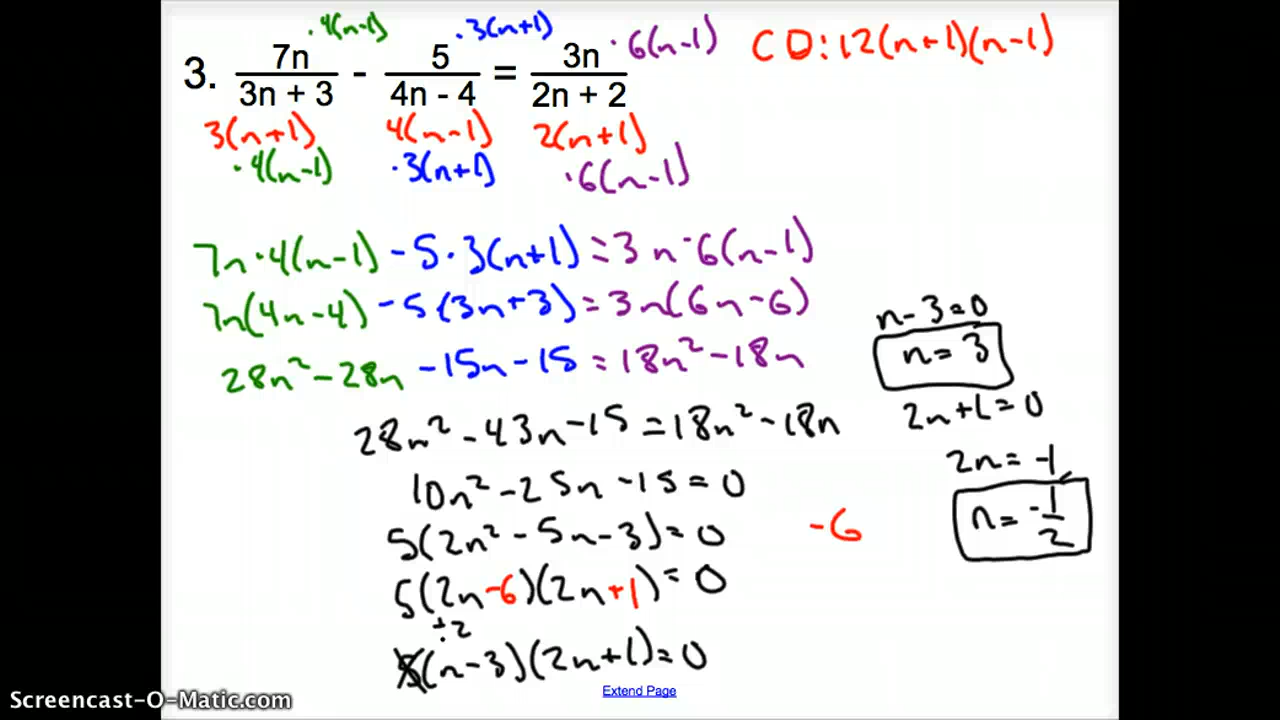 ·4(n-1) ·3(n+1) ·6(n-1) CD: 12(n+1)(n-1)
3. 7n/(3n + 3) - 5/(4n - 4) = 3n/(2n + 2)
3(n+1) 4(n-1) 2(n+1)
·4(n-1) ·3(n+1) ·6(n-1)
7n·4(n-1) -5·3(n+1) = 3n·6(n-1)
7n(4n-4) -5(3n+3) = 3n(6n-6)
28n²-28n -15n-15 = 18n²-18n
28n²-43n-15 = 18n²-18n
10n²-25n-15=0
5(2n²-5n-3)=0
5(2n-6)(2n+1)=0
÷2
5(n-3)(2n+1)=0
-6
n-3=0
n=3
2n+1=0
2n=-1
n=-1/2
Extend Page
Screencast-O-Matic.com